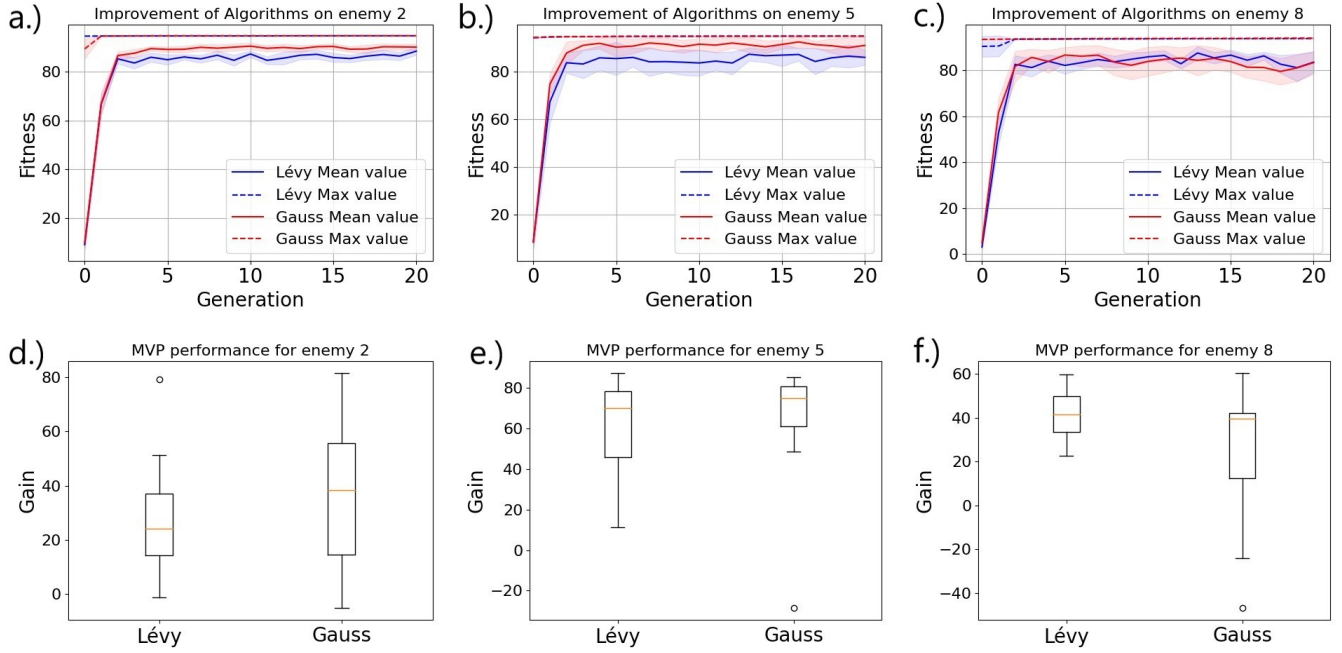 a.)
Improvement of Algorithms on enemy 2
Fitness
80
60
40
20
0
5
10
15
20
Generation
Lévy Mean value
Lévy Max value
Gauss Mean value
Gauss Max value
b.)
Improvement of Algorithms on enemy 5
Fitness
80
60
40
20
0
5
10
15
20
Generation
Lévy Mean value
Lévy Max value
Gauss Mean value
Gauss Max value
c.)
Improvement of Algorithms on enemy 8
Fitness
80
60
40
20
0
0
5
10
15
20
Generation
Lévy Mean value
Lévy Max value
Gauss Mean value
Gauss Max value
d.)
MVP performance for enemy 2
Gain
80
60
40
20
0
Lévy
Gauss
e.)
MVP performance for enemy 5
Gain
80
60
40
20
0
−20
Lévy
Gauss
f.)
MVP performance for enemy 8
Gain
60
40
20
0
−20
−40
Lévy
Gauss